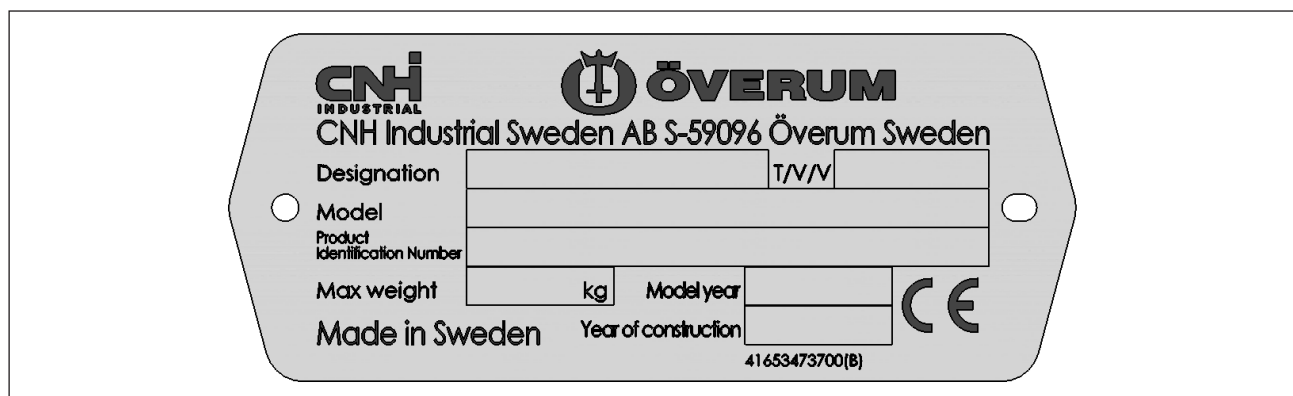 CNHi ÖVERUM
INDUSTRIAL
CNH Industrial Sweden AB S-59096 Överum Sweden
Designation T/V/V
Model
Product
Identification Number
Max weight kg Model year
Made in Sweden Year of construction
CE
41653473700(B)